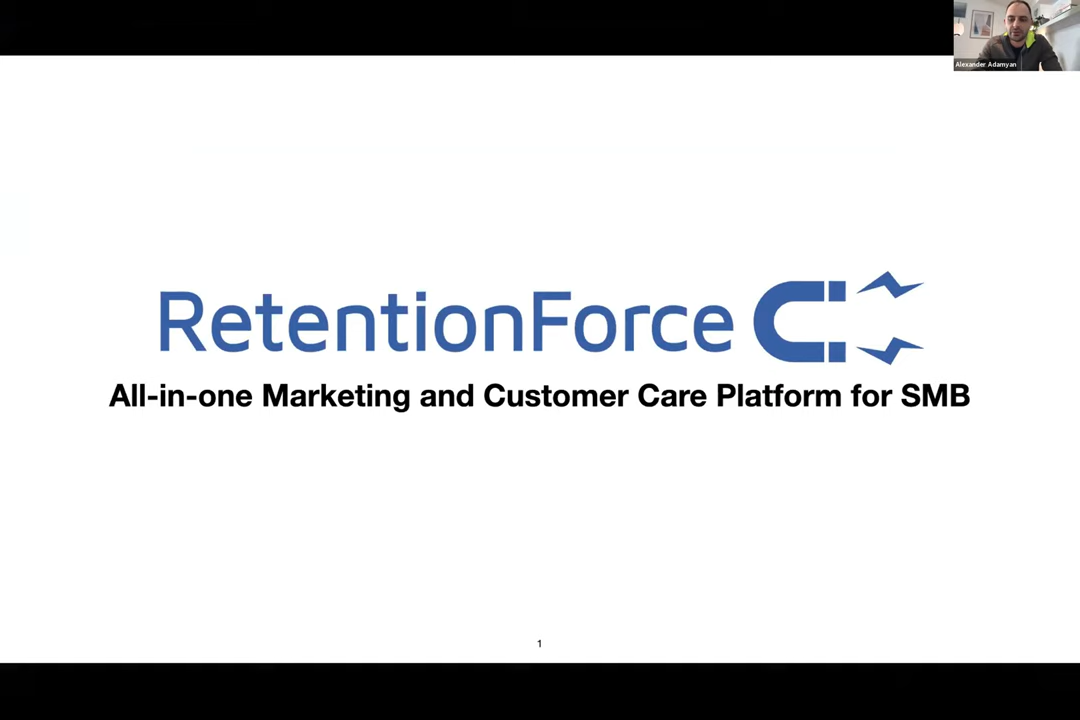 Alexander Adamyan
RetentionForce
All-in-one Marketing and Customer Care Platform for SMB
1